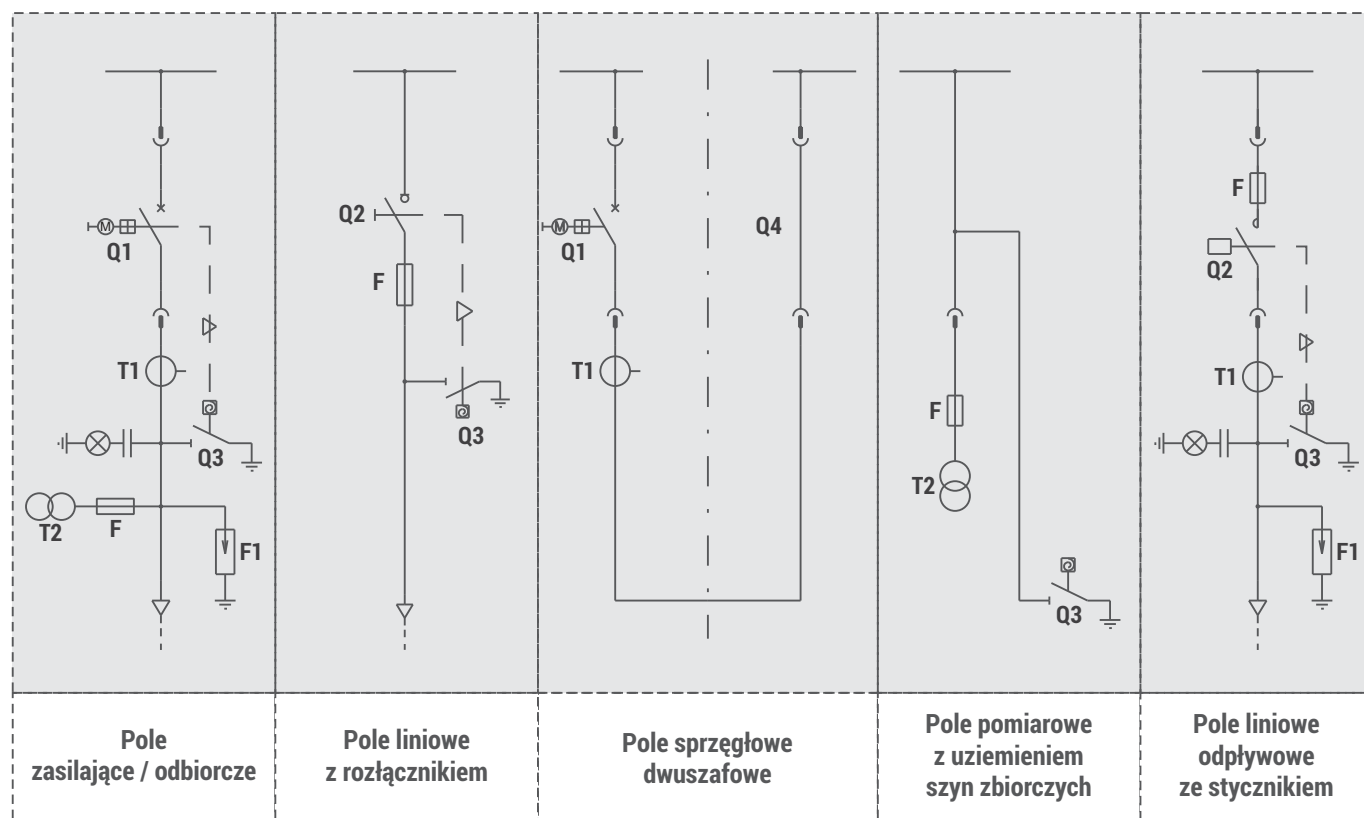 M
Q1
T1
Q3
T2
F
F1
Pole
zasilające / odbiorcze
Q2
F
Q3
Pole liniowe
z rozłącznikiem
M
Q1
Q4
T1
Pole sprzęgłowe
dwuszafowe
F
T2
Q3
Pole pomiarowe
z uziemieniem
szyn zbiorczych
F
Q2
T1
Q3
F1
Pole liniowe
odpływowe
ze stycznikiem